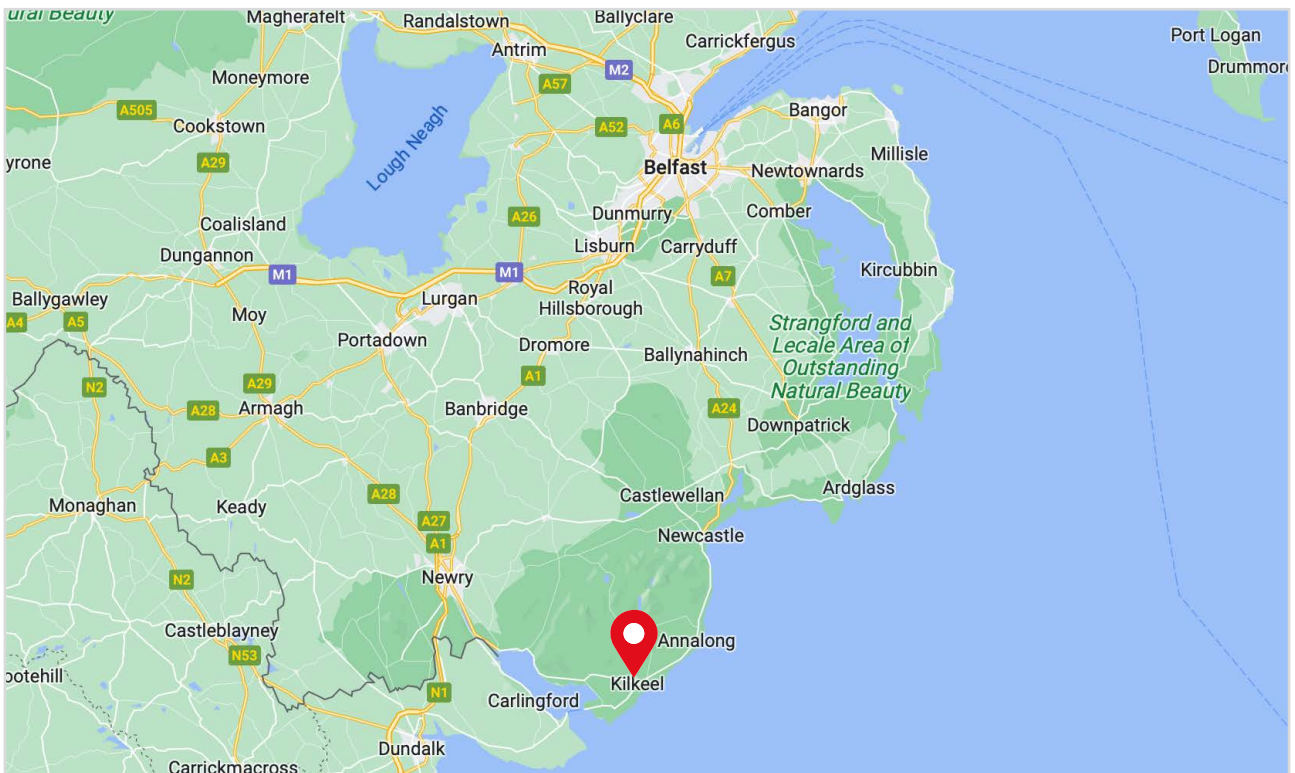 ural Beauty
Magherafelt
Randalstown
Ballyclare
Port Logan
Antrim
Carrickfergus
Drummor
Moneymore
M2
A57
A505
Bangor
Cookstown
A52
A6
Lough Neagh
Millisle
yrone
A29
Belfast
Newtownards
Coalisland
A26
Dunmurry
Comber
Dungannon
Lisburn
Carryduff
M1
M1
A7
Kircubbin
Ballygawley
Lurgan
Royal
Hillsborough
A4
A5
Moy
Strangford and
Lecale Area of
Outstanding
Natural Beauty
Portadown
Dromore
Ballynahinch
N2
A29
A1
A28
Armagh
Banbridge
A24
Downpatrick
A3
Monaghan
Keady
A28
Castlewellan
Ardglass
A27
A1
Newcastle
N2
Newry
Castleblayney
Annalong
N53
ootehill
Kilkeel
N1
Carlingford
Dundalk
Carrickmacross